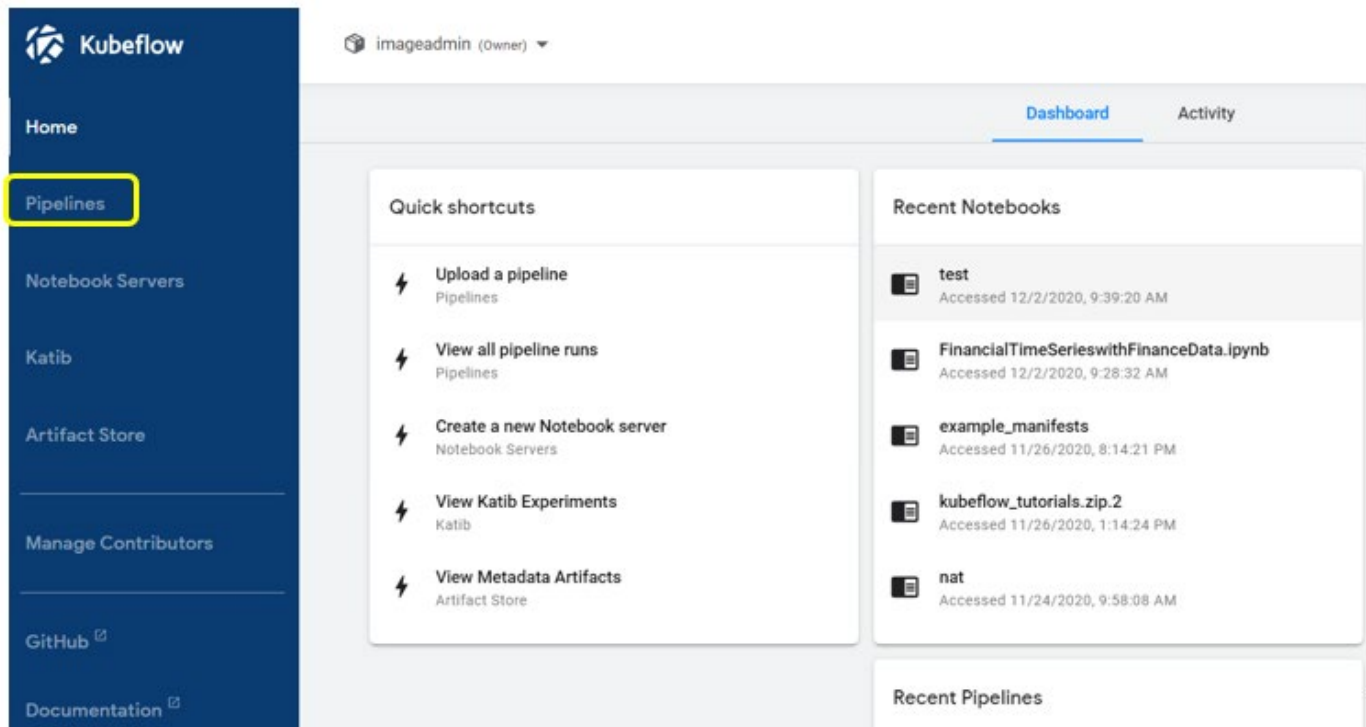 Kubeflow
imageadmin (Owner)
Home
Dashboard
Activity
Pipelines
Notebook Servers
Katib
Artifact Store
Manage Contributors
GitHub
Documentation
Quick shortcuts
Upload a pipeline
Pipelines
View all pipeline runs
Pipelines
Create a new Notebook server
Notebook Servers
View Katib Experiments
Katib
View Metadata Artifacts
Artifact Store
Recent Notebooks
test
Accessed 12/2/2020, 9:39:20 AM
FinancialTimeSerieswithFinanceData.ipynb
Accessed 12/2/2020, 9:28:32 AM
example_manifests
Accessed 11/26/2020, 8:14:21 PM
kubeflow_tutorials.zip.2
Accessed 11/26/2020, 1:14:24 PM
nat
Accessed 11/24/2020, 9:58:08 AM
Recent Pipelines